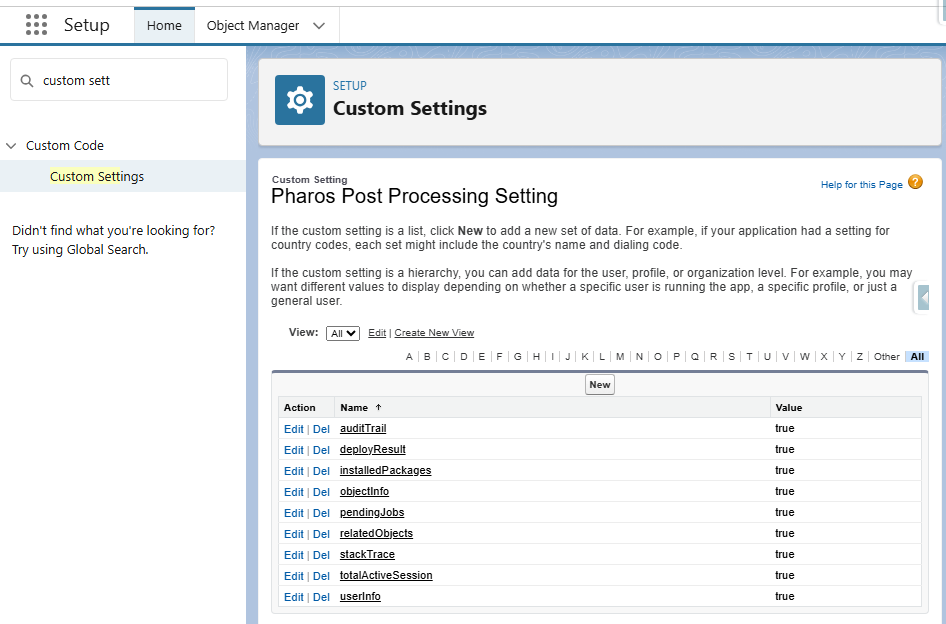 Setup Home Object Manager
custom sett
Custom Code
Custom Settings
Didn't find what you're looking for?
Try using Global Search.
SETUP
Custom Settings
Custom Setting
Pharos Post Processing Setting
Help for this Page ?
If the custom setting is a list, click New to add a new set of data. For example, if your application had a setting for
country codes, each set might include the country's name and dialing code.
If the custom setting is a hierarchy, you can add data for the user, profile, or organization level. For example, you may
want different values to display depending on whether a specific user is running the app, a specific profile, or just a
general user.
View: All Edit | Create New View
A | B | C | D | E | F | G | H | I | J | K | L | M | N | O | P | Q | R | S | T | U | V | W | X | Y | Z | Other All
New
Action Name ↑ Value
Edit | Del auditTrail true
Edit | Del deployResult true
Edit | Del installedPackages true
Edit | Del objectInfo true
Edit | Del pendingJobs true
Edit | Del relatedObjects true
Edit | Del stackTrace true
Edit | Del totalActiveSession true
Edit | Del userInfo true